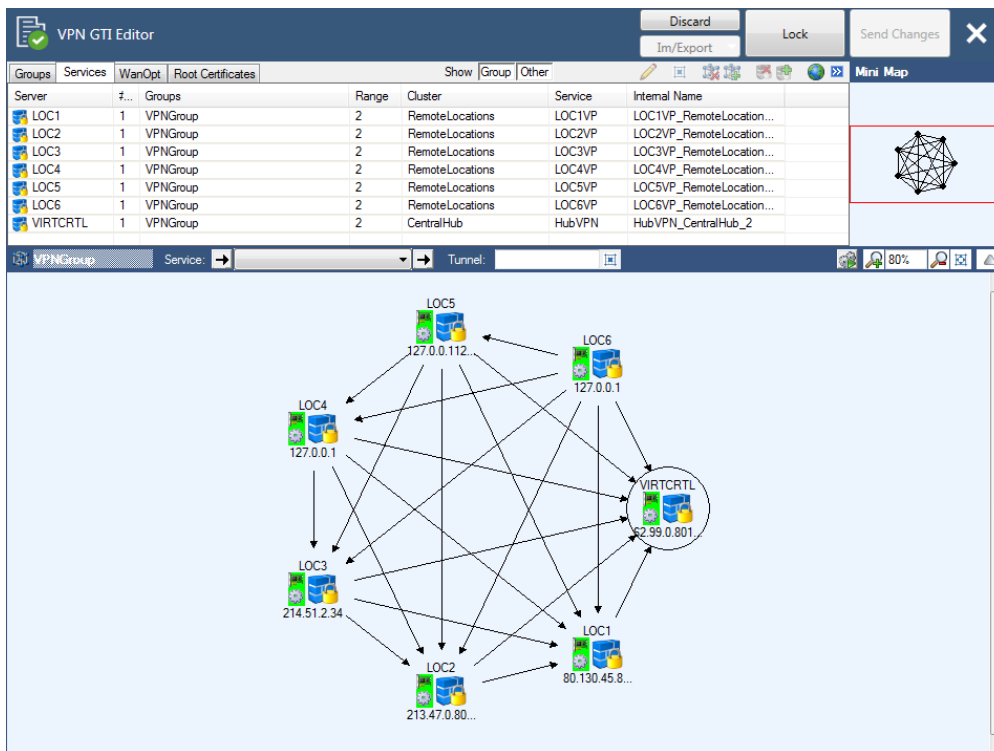 VPN GTI Editor
Discard
Im/Export
Lock
Send Changes
Groups Services WanOpt Root Certificates Show Group Other Mini Map
Server #... Groups Range Cluster Service Internal Name
LOC1 1 VPNGroup 2 RemoteLocations LOC1VP LOC1VP_RemoteLocation...
LOC2 1 VPNGroup 2 RemoteLocations LOC2VP LOC2VP_RemoteLocation...
LOC3 1 VPNGroup 2 RemoteLocations LOC3VP LOC3VP_RemoteLocation...
LOC4 1 VPNGroup 2 RemoteLocations LOC4VP LOC4VP_RemoteLocation...
LOC5 1 VPNGroup 2 RemoteLocations LOC5VP LOC5VP_RemoteLocation...
LOC6 1 VPNGroup 2 RemoteLocations LOC6VP LOC6VP_RemoteLocation...
VIRTCRTL 1 VPNGroup 2 CentralHub HubVPN HubVPN_CentralHub_2
VPNGroup Service: Tunnel: 80%
LOC5
127.0.0.112...
LOC6
127.0.0.1
LOC4
127.0.0.1
VIRTCRTL
62.99.0.801...
LOC3
214.51.2.34
LOC1
80.130.45.8...
LOC2
213.47.0.80...